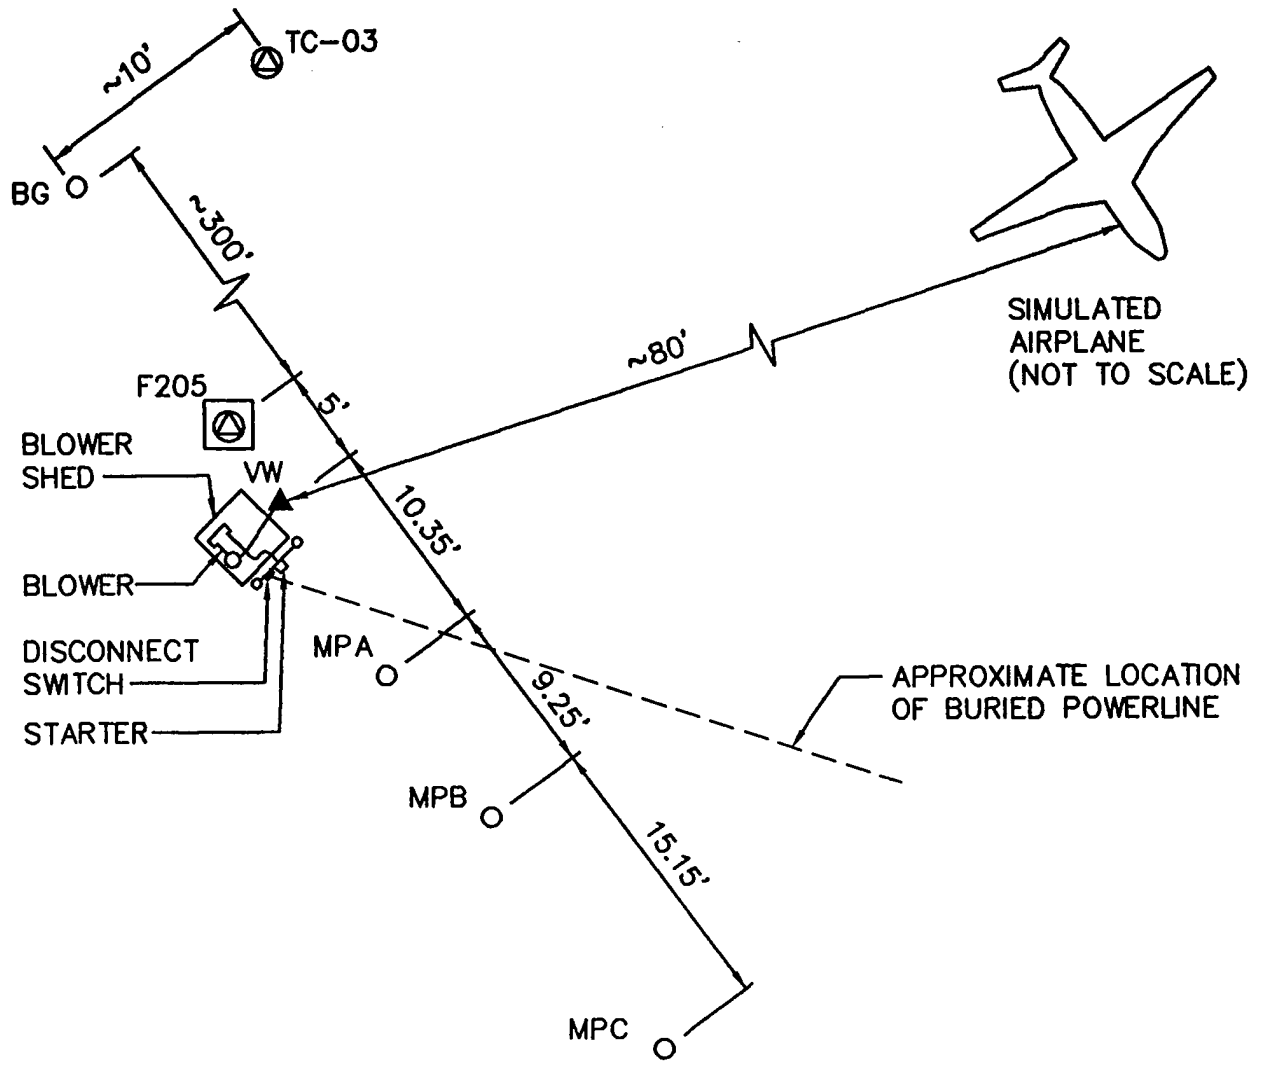 TC-03
~10'
BG
~300'
SIMULATED
AIRPLANE
(NOT TO SCALE)
~80'
F205
5'
BLOWER
SHED
VW
10.35'
BLOWER
MPA
DISCONNECT
SWITCH
STARTER
9.25'
APPROXIMATE LOCATION
OF BURIED POWERLINE
MPB
15.15'
MPC